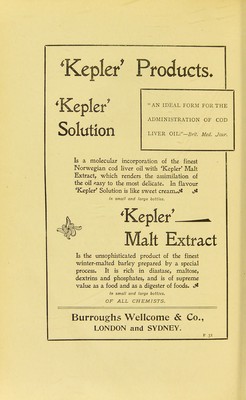 'Kepler' Products.
'Kepler'
Solution
"AN IDEAL FORM FOR THE
ADMINISTRATION OF COD
LIVER OIL."—Brit. Med. Jour.
Is a molecular incorporation of the finest
Norwegian cod liver oil with 'Kepler' Malt
Extract, which renders the assimilation of
the oil easy to the most delicate. In flavour
'Kepler' Solution is like sweet cream.
In small and large bottles.
'Kepler'
Malt Extract
Is the unsophisticated product of the finest
winter-malted barley prepared by a special
process. It is rich in diastase, maltose,
dextrins and phosphates, and is of supreme
value as a food and as a digester of foods.
In small and large bottles.
OF ALL CHEMISTS.
Burroughs Wellcome & Co.,
LONDON and SYDNEY.